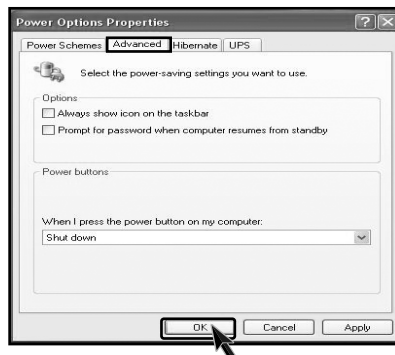 Power Options Properties
Power Schemes Advanced Hibernate UPS
Select the power-saving settings you want to use.
Options
Always show icon on the taskbar
Prompt for password when computer resumes from standby
Power buttons
When I press the power button on my computer:
Shut down
OK Cancel Apply